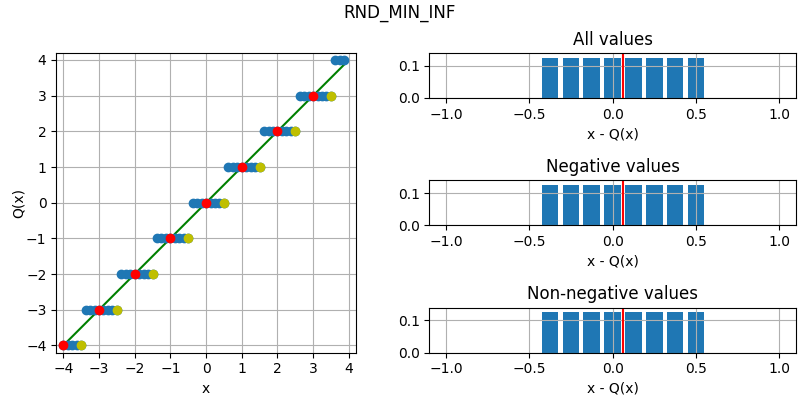 RND_MIN_INF
Q(x)
4
3
2
1
0
−1
−2
−3
−4
−4 −3 −2 −1 0 1 2 3 4
x
All values
0.1
0.0
−1.0 −0.5 0.0 0.5 1.0
x - Q(x)
Negative values
0.1
0.0
−1.0 −0.5 0.0 0.5 1.0
x - Q(x)
Non-negative values
0.1
0.0
−1.0 −0.5 0.0 0.5 1.0
x - Q(x)